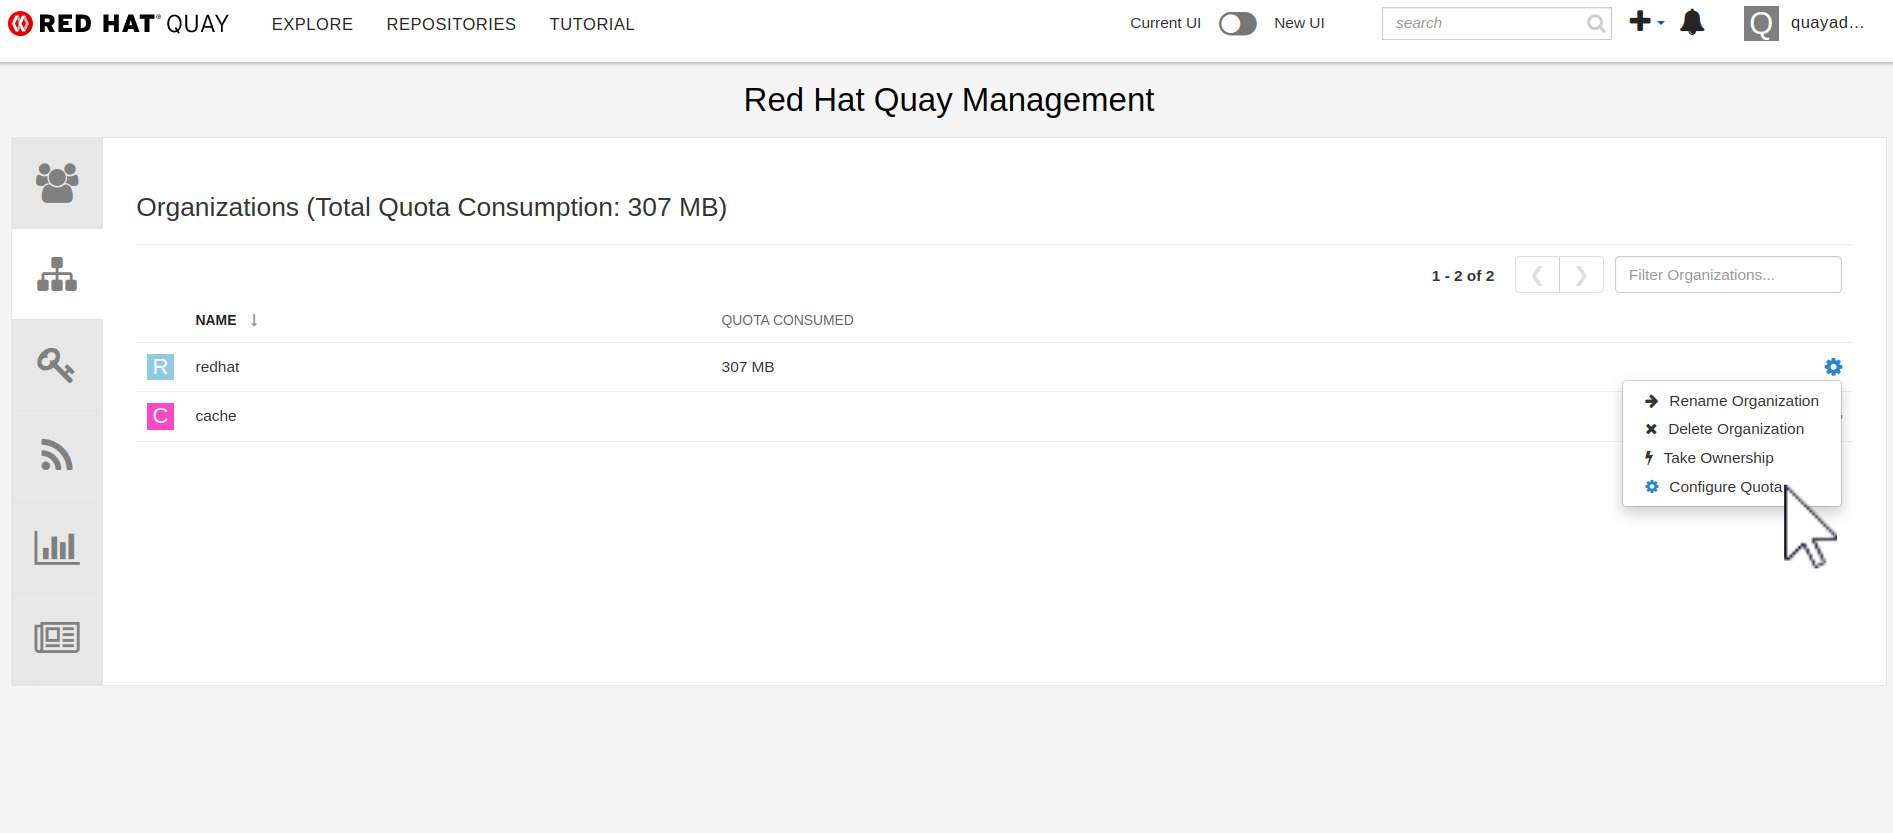 RED HAT® QUAY EXPLORE REPOSITORIES TUTORIAL Current UI New UI search quayad...
Red Hat Quay Management
Organizations (Total Quota Consumption: 307 MB)
1 - 2 of 2 Filter Organizations...
NAME QUOTA CONSUMED
R redhat 307 MB
C cache
Rename Organization
Delete Organization
Take Ownership
Configure Quota